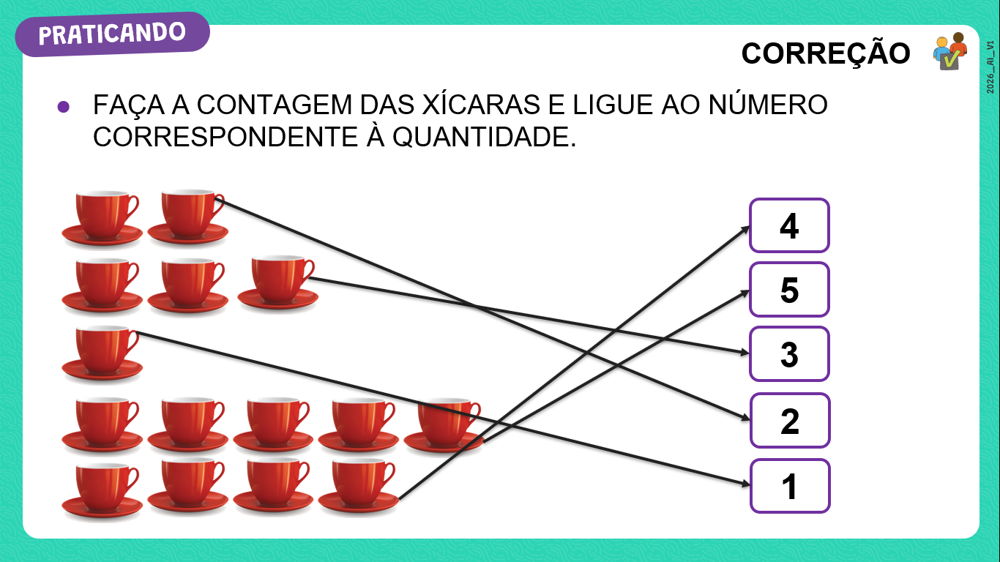 PRATICANDO
CORREÇÃO
2026_AI_V1
FAÇA A CONTAGEM DAS XÍCARAS E LIGUE AO NÚMERO
CORRESPONDENTE À QUANTIDADE.
4
5
3
2
1